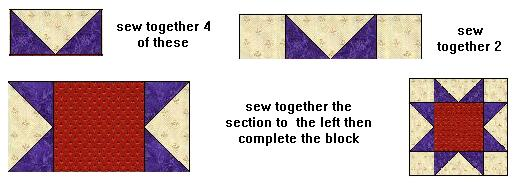 sew together 4
of these
sew
together 2
sew together the
section to the left then
complete the block